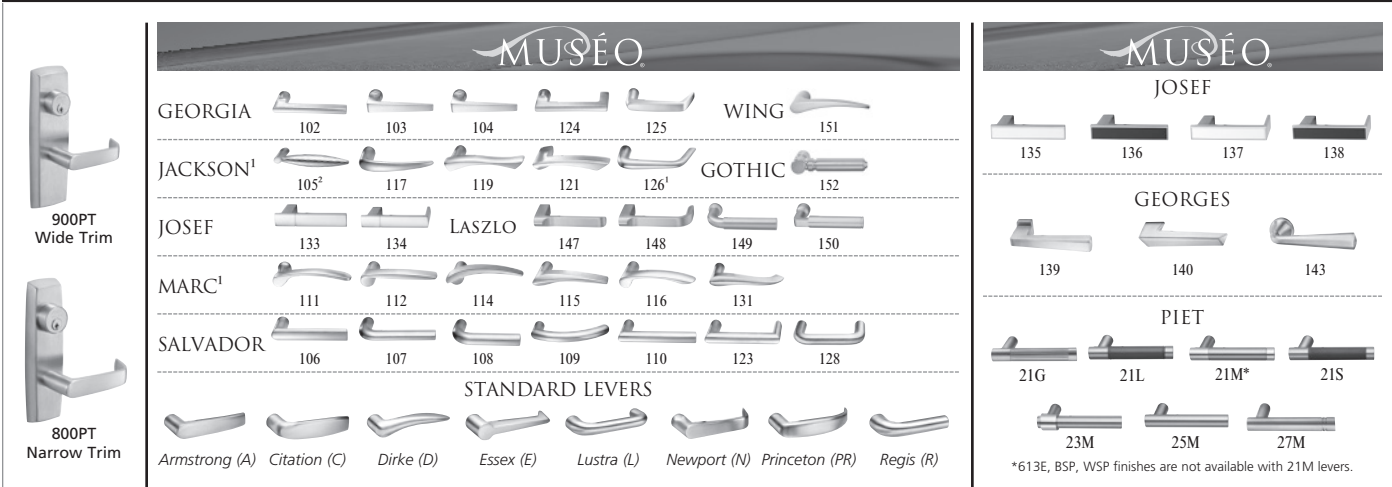 900PT
Wide Trim
800PT
Narrow Trim
MUSÉO®
GEORGIA 102 103 104 124 125 WING 151
JACKSON¹ 105² 117 119 121 126¹ GOTHIC 152
JOSEF 133 134 LASZLO 147 148 149 150
MARC¹ 111 112 114 115 116 131
SALVADOR 106 107 108 109 110 123 128
STANDARD LEVERS
Armstrong (A) Citation (C) Dirke (D) Essex (E) Lustra (L) Newport (N) Princeton (PR) Regis (R)
MUSÉO®
JOSEF
135 136 137 138
GEORGES
139 140 143
PIET
21G 21L 21M* 21S
23M 25M 27M
*613E, BSP, WSP finishes are not available with 21M levers.